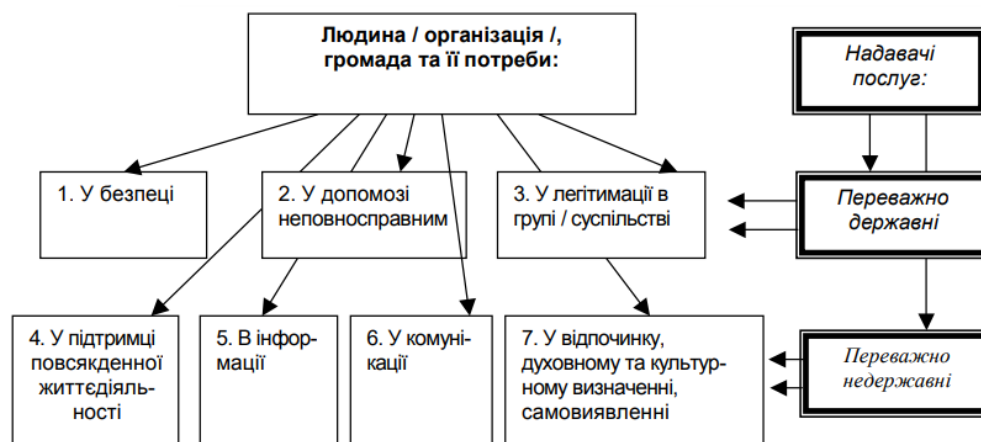 Людина / організація /,
громада та її потреби:
Надавачі
послуг:
1. У безпеці
2. У допомозі
неповносправним
3. У легітимації в
групі / суспільстві
Переважно
державні
4. У підтримці
повсякденної
життєдіяль-
ності
5. В інфор-
мації
6. У комуні-
кації
7. У відпочинку,
духовному та культур-
ному визначенні,
самовиявленні
Переважно
недержавні